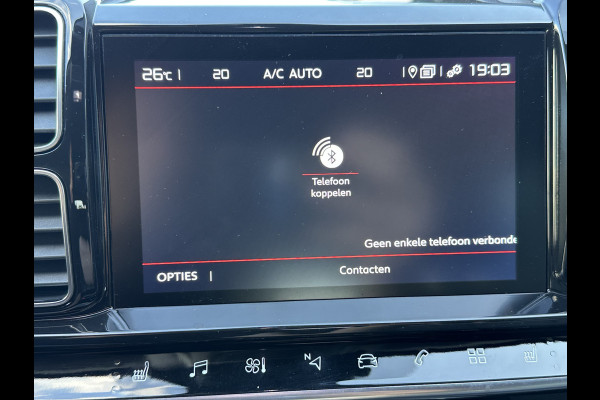 26°C 20 A/C AUTO 20 19:03
Telefoon
koppelen
Geen enkele telefoon verbonde
OPTIES Contacten
N